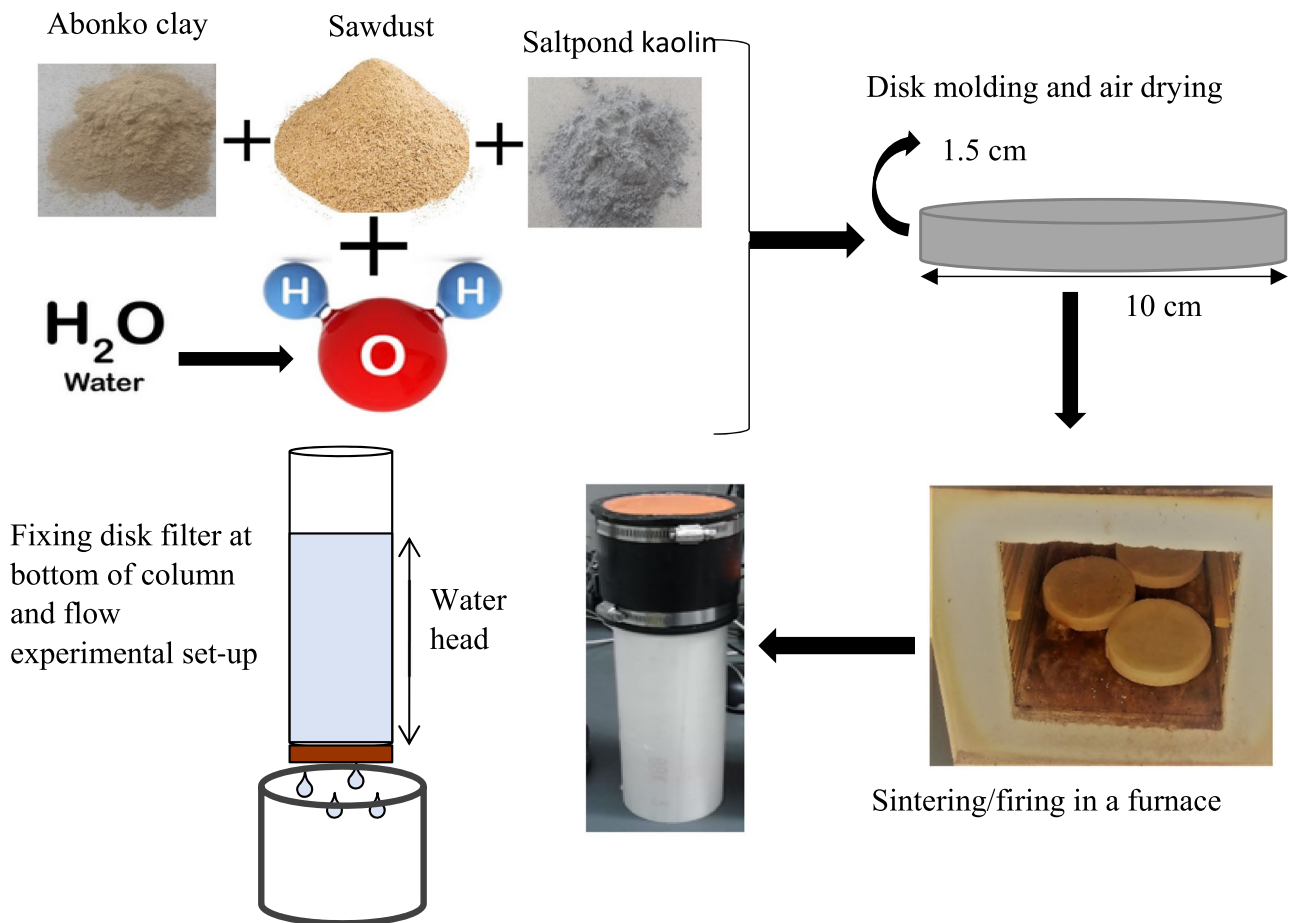 Abonko clay
Sawdust
Saltpond kaolin
Disk molding and air drying
1.5 cm
10 cm
H H
O
H₂O
Water
Fixing disk filter at
bottom of column
and flow
experimental set-up
Water
head
Sintering/firing in a furnace